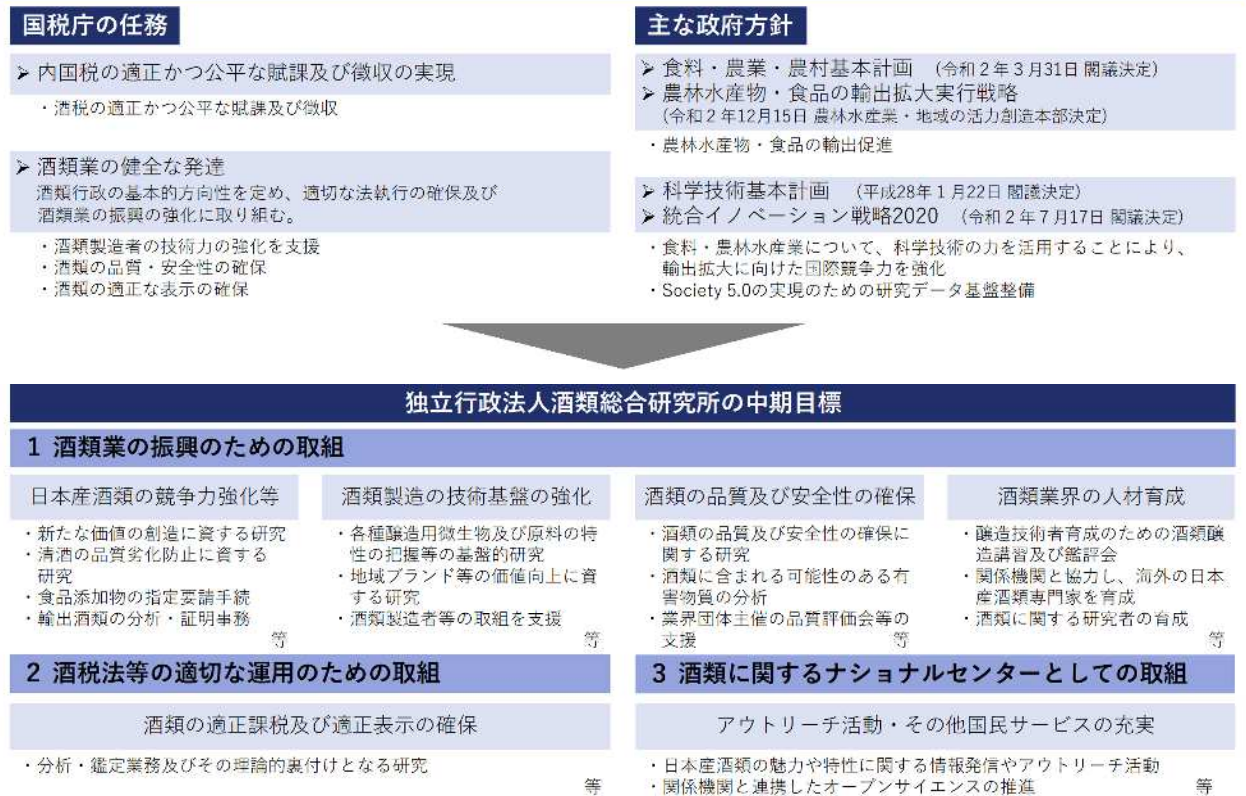 国税庁の任務
➢ 内国税の適正かつ公平な賦課及び徴収の実現
・酒税の適正かつ公平な賦課及び徴収
➢ 酒類業の健全な発達
酒類行政の基本的方向性を定め、適切な法執行の確保及び
酒類業の振興の強化に取り組む。
・酒類製造者の技術力の強化を支援
・酒類の品質・安全性の確保
・酒類の適正な表示の確保
主な政府方針
➢ 食料・農業・農村基本計画 （令和２年３月31日 閣議決定）
➢ 農林水産物・食品の輸出拡大実行戦略
（令和２年12月15日 農林水産業・地域の活力創造本部決定）
・農林水産物・食品の輸出促進
➢ 科学技術基本計画 （平成28年１月22日 閣議決定）
➢ 統合イノベーション戦略2020 （令和２年７月17日 閣議決定）
・食料・農林水産業について、科学技術の力を活用することにより、
輸出拡大に向けた国際競争力を強化
・Society 5.0の実現のための研究データ基盤整備
独立行政法人酒類総合研究所の中期目標
1 酒類業の振興のための取組
日本産酒類の競争力強化等
・新たな価値の創造に資する研究
・清酒の品質劣化防止に資する
研究
・食品添加物の指定要請手続
・輸出酒類の分析・証明事務
等
酒類製造の技術基盤の強化
・各種醸造用微生物及び原料の特
性の把握等の基盤的研究
・地域ブランド等の価値向上に資
する研究
・酒類製造者等の取組を支援
等
酒類の品質及び安全性の確保
・酒類の品質及び安全性の確保に
関する研究
・酒類に含まれる可能性のある有
害物質の分析
・業界団体主催の品質評価会等の
支援 等
酒類業界の人材育成
・醸造技術者育成のための酒類醸
造講習及び鑑評会
・関係機関と協力し、海外の日本
産酒類専門家を育成
・酒類に関する研究者の育成
等
2 酒税法等の適切な運用のための取組
酒類の適正課税及び適正表示の確保
・分析・鑑定業務及びその理論的裏付けとなる研究
等
3 酒類に関するナショナルセンターとしての取組
アウトリーチ活動・その他国民サービスの充実
・日本産酒類の魅力や特性に関する情報発信やアウトリーチ活動
・関係機関と連携したオープンサイエンスの推進 等